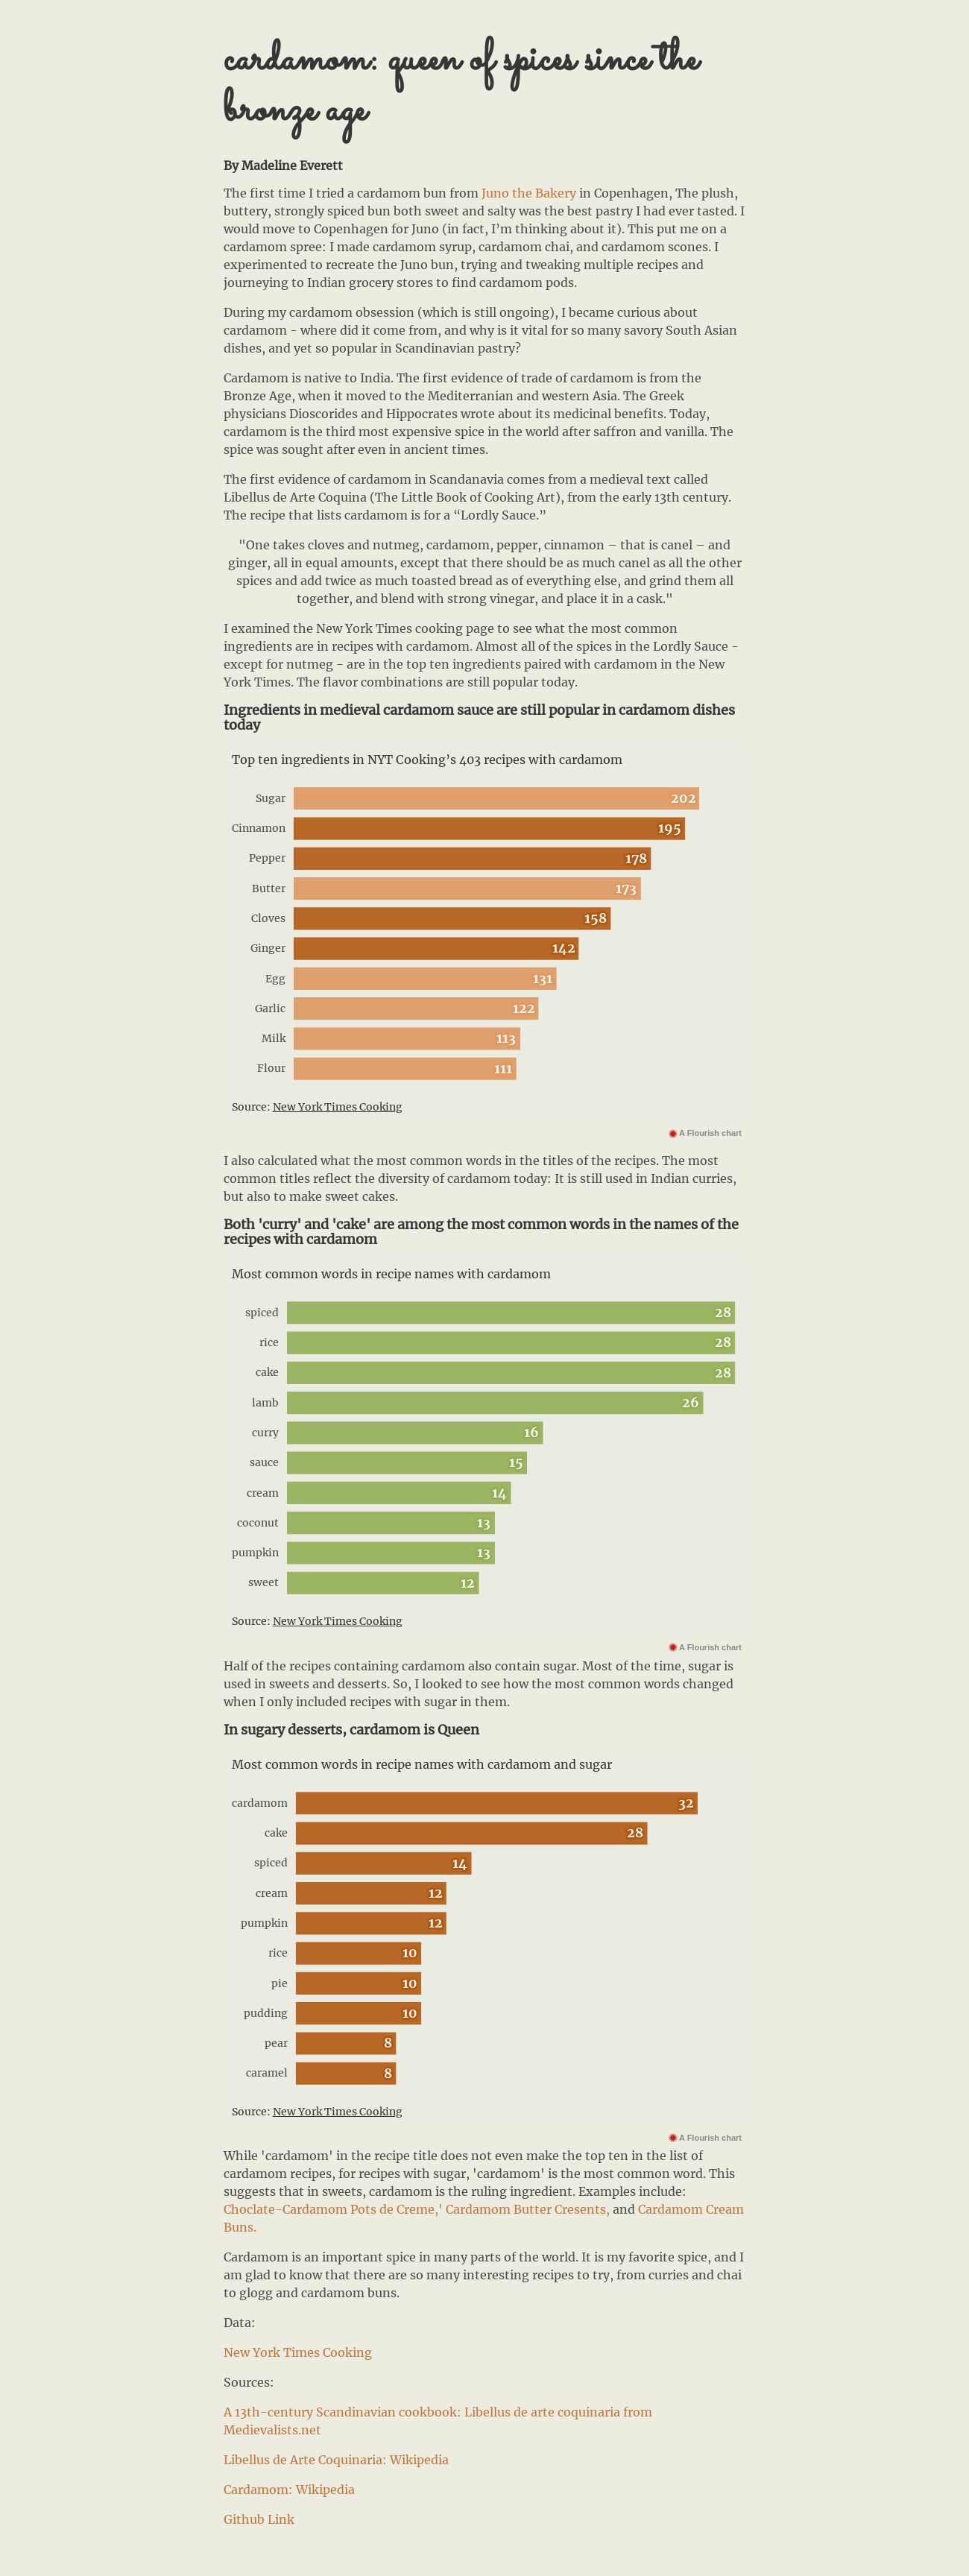 cardamom: queen of spices since the
bronze age
By Madeline Everett
The first time I tried a cardamom bun from Juno the Bakery in Copenhagen, The plush,
buttery, strongly spiced bun both sweet and salty was the best pastry I had ever tasted. I
would move to Copenhagen for Juno (in fact, I’m thinking about it). This put me on a
cardamom spree: I made cardamom syrup, cardamom chai, and cardamom scones. I
experimented to recreate the Juno bun, trying and tweaking multiple recipes and
journeying to Indian grocery stores to find cardamom pods.
During my cardamom obsession (which is still ongoing), I became curious about
cardamom - where did it come from, and why is it vital for so many savory South Asian
dishes, and yet so popular in Scandinavian pastry?
Cardamom is native to India. The first evidence of trade of cardamom is from the
Bronze Age, when it moved to the Mediterranian and western Asia. The Greek
physicians Dioscorides and Hippocrates wrote about its medicinal benefits. Today,
cardamom is the third most expensive spice in the world after saffron and vanilla. The
spice was sought after even in ancient times.
The first evidence of cardamom in Scandanavia comes from a medieval text called
Libellus de Arte Coquina (The Little Book of Cooking Art), from the early 13th century.
The recipe that lists cardamom is for a “Lordly Sauce.”
"One takes cloves and nutmeg, cardamom, pepper, cinnamon – that is canel – and
ginger, all in equal amounts, except that there should be as much canel as all the other
spices and add twice as much toasted bread as of everything else, and grind them all
together, and blend with strong vinegar, and place it in a cask."
I examined the New York Times cooking page to see what the most common
ingredients are in recipes with cardamom. Almost all of the spices in the Lordly Sauce -
except for nutmeg - are in the top ten ingredients paired with cardamom in the New
York Times. The flavor combinations are still popular today.
Ingredients in medieval cardamom sauce are still popular in cardamom dishes
today
Top ten ingredients in NYT Cooking’s 403 recipes with cardamom
Sugar 202
Cinnamon 195
Pepper 178
Butter 173
Cloves 158
Ginger 142
Egg 131
Garlic 122
Milk 113
Flour 111
Source: New York Times Cooking
A Flourish chart
I also calculated what the most common words in the titles of the recipes. The most
common titles reflect the diversity of cardamom today: It is still used in Indian curries,
but also to make sweet cakes.
Both 'curry' and 'cake' are among the most common words in the names of the
recipes with cardamom
Most common words in recipe names with cardamom
spiced 28
rice 28
cake 28
lamb 26
curry 16
sauce 15
cream 14
coconut 13
pumpkin 13
sweet 12
Source: New York Times Cooking
A Flourish chart
Half of the recipes containing cardamom also contain sugar. Most of the time, sugar is
used in sweets and desserts. So, I looked to see how the most common words changed
when I only included recipes with sugar in them.
In sugary desserts, cardamom is Queen
Most common words in recipe names with cardamom and sugar
cardamom 32
cake 28
spiced 14
cream 12
pumpkin 12
rice 10
pie 10
pudding 10
pear 8
caramel 8
Source: New York Times Cooking
A Flourish chart
While 'cardamom' in the recipe title does not even make the top ten in the list of
cardamom recipes, for recipes with sugar, 'cardamom' is the most common word. This
suggests that in sweets, cardamom is the ruling ingredient. Examples include:
Choclate-Cardamom Pots de Creme,' Cardamom Butter Cresents, and Cardamom Cream
Buns.
Cardamom is an important spice in many parts of the world. It is my favorite spice, and I
am glad to know that there are so many interesting recipes to try, from curries and chai
to glogg and cardamom buns.
Data:
New York Times Cooking
Sources:
A 13th-century Scandinavian cookbook: Libellus de arte coquinaria from
Medievalists.net
Libellus de Arte Coquinaria: Wikipedia
Cardamom: Wikipedia
Github Link